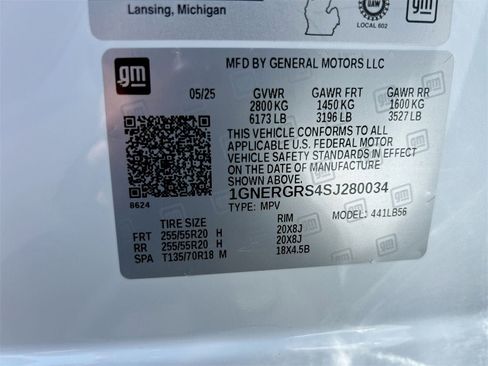 Lansing, Michigan
UAW
LOCAL 602
gm
gm
MFD BY GENERAL MOTORS LLC
05/25 GVWR GAWR FRT GAWR RR
2800 KG 1450 KG 1600 KG
6173 LB 3196 LB 3527 LB
THIS VEHICLE CONFORMS TO ALL
APPLICABLE U.S. FEDERAL MOTOR
VEHICLE SAFETY STANDARDS IN EFFECT
ON THE DATE OF MANUFACTURE
SHOWN ABOVE.
1GNERGRS4SJ280034
8624
TYPE: MPV MODEL: 441LB56
TIRE SIZE RIM
FRT 255/55R20 H 20X8J
RR 255/55R20 H 20X8J
SPA T135/70R18 M 18X4.5B